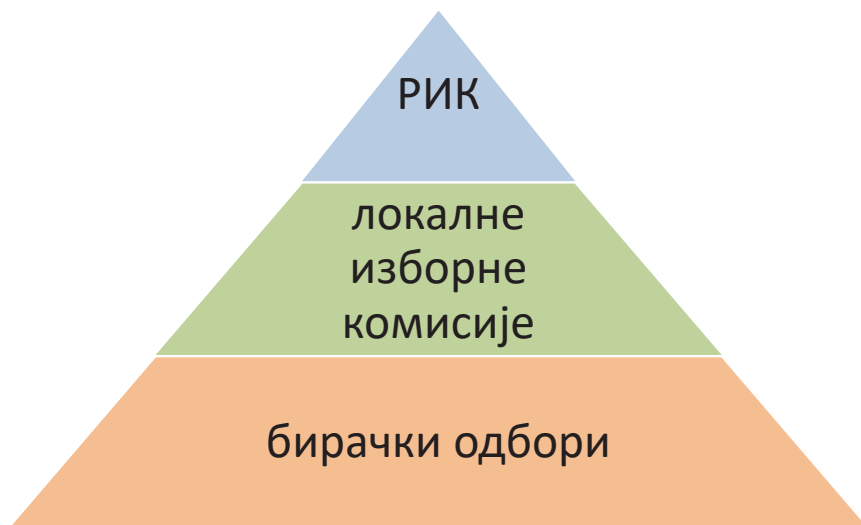 РИК
локалне
изборне
комисије
бирачки одбори